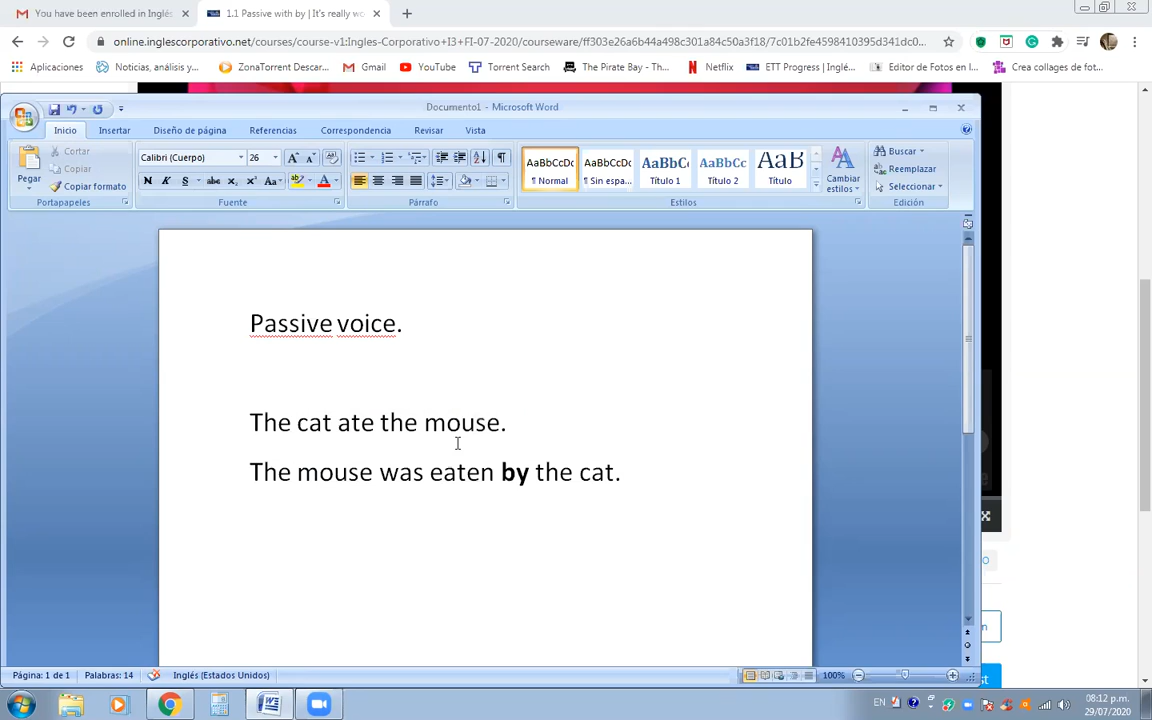 You have been enrolled in Inglés
1.1 Passive with by | It's really wo
online.inglescorporativo.net/courses/course-v1:Ingles-Corporativo+I3+FI-07-2020/courseware/ff303e26a6b44a498c301a84c50a3f18/7c01b2fe4598410395d341dc0...
Aplicaciones
Noticias, análisis y...
ZonaTorrent Descar...
Gmail
YouTube
Torrent Search
The Pirate Bay - Th...
Netflix
ETT Progress | Inglé...
Editor de Fotos en l...
Crea collages de fot...
Documento1 - Microsoft Word
Inicio
Insertar
Diseño de página
Referencias
Correspondencia
Revisar
Vista
Pegar
Cortar
Copiar
Copiar formato
Portapapeles
Calibri (Cuerpo)
26
Fuente
Párrafo
AaBbCcDc
¶ Normal
AaBbCcDc
¶ Sin espa...
AaBbC
Título 1
AaBbCc
Título 2
AaB
Título
Cambiar
estilos
Estilos
Buscar
Reemplazar
Seleccionar
Edición
Passive voice.
The cat ate the mouse.
The mouse was eaten by the cat.
Página: 1 de 1
Palabras: 14
Inglés (Estados Unidos)
100%
EN
08:12 p.m.
29/07/2020